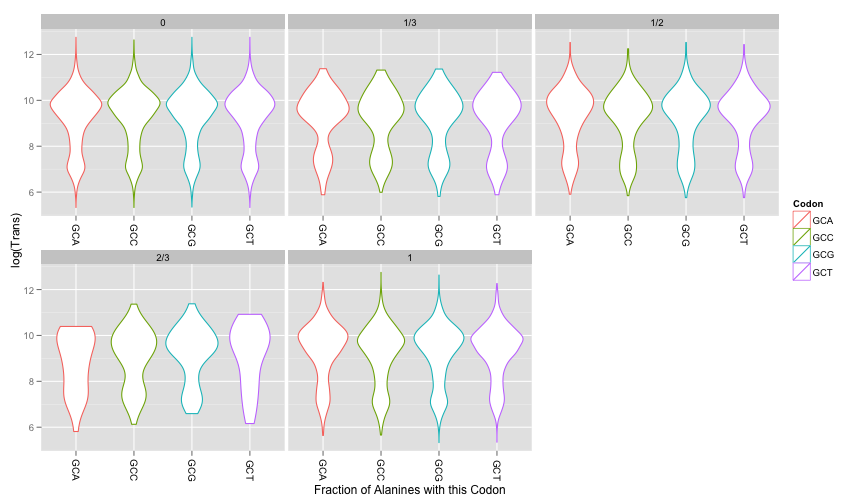 0 1/3 1/2
12
10
8
6
GCA GCC GCG GCT GCA GCC GCG GCT GCA GCC GCG GCT
log(Trans)
Codon
GCA
GCC
GCG
GCT
2/3 1
12
10
8
6
GCA GCC GCG GCT GCA GCC GCG GCT
Fraction of Alanines with this Codon